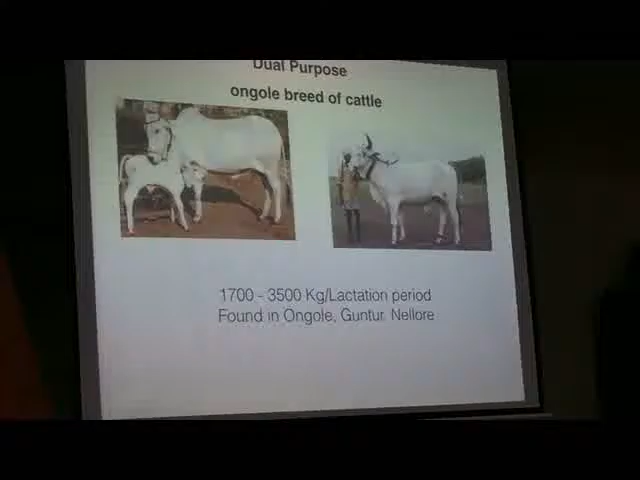 Dual Purpose
ongole breed of cattle
1700 - 3500 Kg/Lactation period
Found in Ongole, Guntur, Nellore